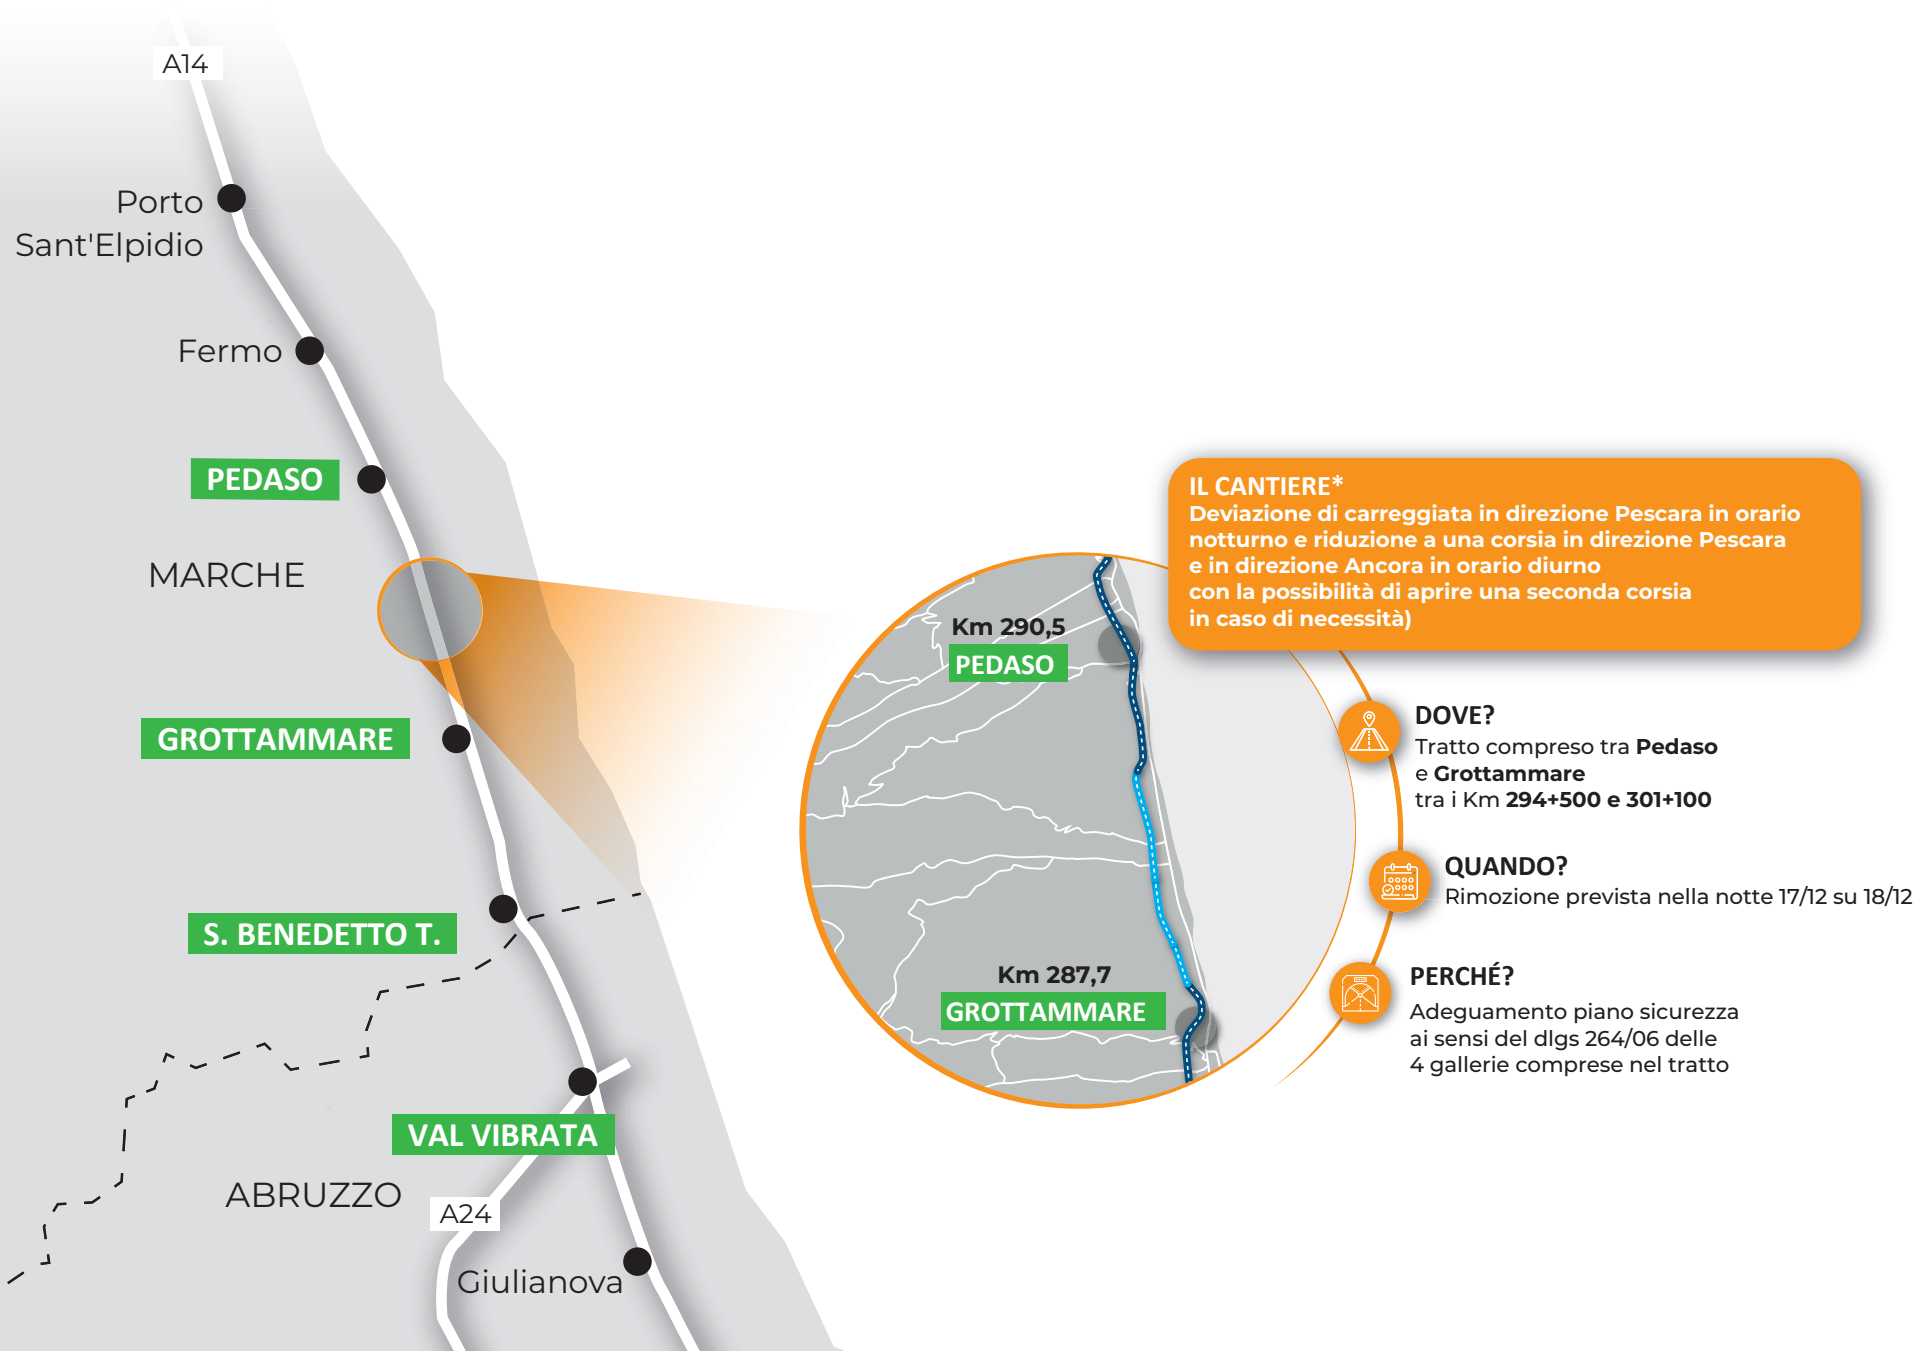 A14
Porto
Sant'Elpidio
Fermo
PEDASO
MARCHE
GROTTAMMARE
S. BENEDETTO T.
VAL VIBRATA
ABRUZZO
A24
Giulianova
Km 290,5
PEDASO
Km 287,7
GROTTAMMARE
IL CANTIERE*
Deviazione di carreggiata in direzione Pescara in orario
notturno e riduzione a una corsia in direzione Pescara
e in direzione Ancora in orario diurno
con la possibilità di aprire una seconda corsia
in caso di necessità)
DOVE?
Tratto compreso tra Pedaso
e Grottammare
tra i Km 294+500 e 301+100
QUANDO?
Rimozione prevista nella notte 17/12 su 18/12
PERCHÉ?
Adeguamento piano sicurezza
ai sensi del dlgs 264/06 delle
4 gallerie comprese nel tratto